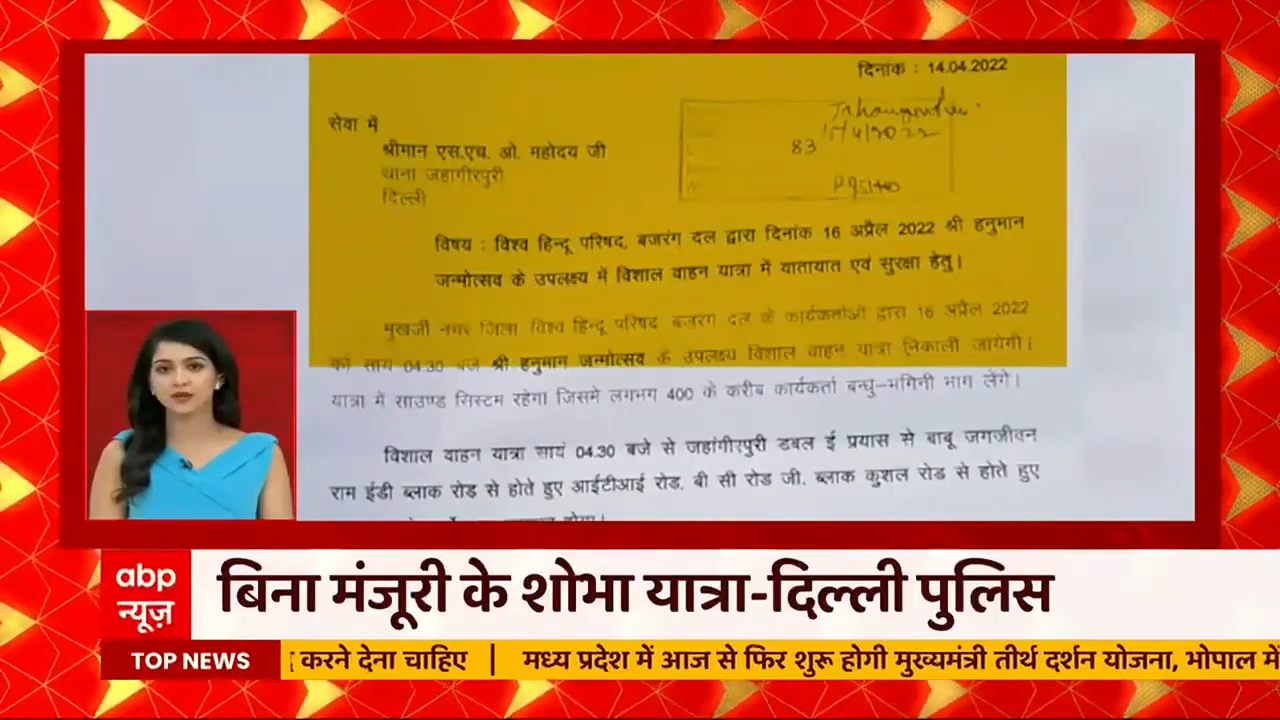 दिनांक : 14.04.2022
15/4/2022
83
सेवा में
श्रीमान एस.एच. ओ. महोदय जी
थाना जहागीरपुरी
दिल्ली
विषय : विश्व हिन्दू परिषद, बजरंग दल द्वारा दिनांक 16 अप्रैल 2022 श्री हनुमान
जन्मोत्सव के उपलक्ष्य में विशाल वाहन यात्रा में यातायात एवं सुरक्षा हेतु।
मुखर्जी नगर जिला विश्व हिन्दू परिषद बजरंग दल के कार्यकर्ताओं द्वारा 16 अप्रैल 2022
को सायं 04.30 बजे श्री हनुमान जन्मोत्सव के उपलक्ष्य विशाल वाहन यात्रा निकाली जायेगी।
यात्रा में साउण्ड सिस्टम रहेगा जिसमे लगभग 400 के करीब कार्यकर्ता बन्धु-भगिनी भाग लेंगे।
विशाल वाहन यात्रा सायं 04.30 बजे से जहांगीरपुरी डबल ई प्रयास से बाबू जगजीवन
राम ईडी ब्लाक रोड से होते हुए आईटीआई रोड, बी सी रोड जी. ब्लाक कुशल रोड से होते हुए
abp
न्यूज़
बिना मंजूरी के शोभा यात्रा-दिल्ली पुलिस
TOP NEWS
करने देना चाहिए | मध्य प्रदेश में आज से फिर शुरू होगी मुख्यमंत्री तीर्थ दर्शन योजना, भोपाल में